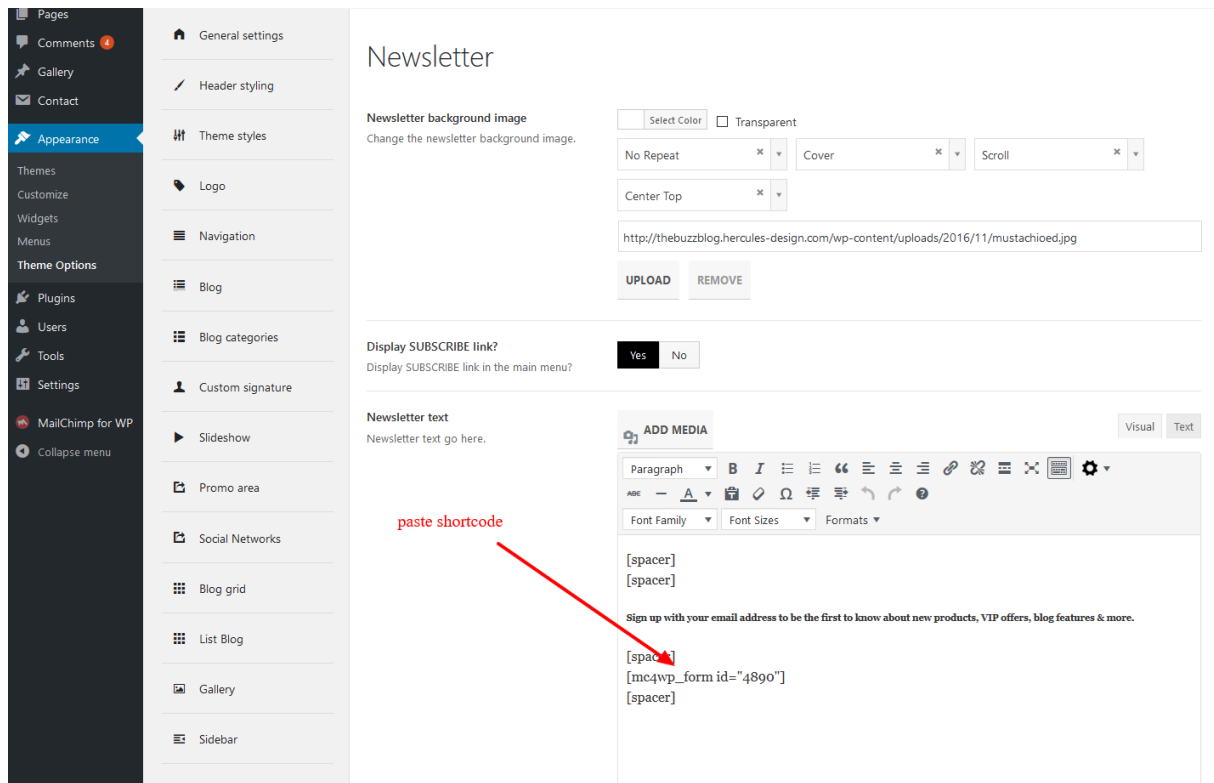 Pages
Comments 4
Gallery
Contact
Appearance
Themes
Customize
Widgets
Menus
Theme Options
Plugins
Users
Tools
Settings
MailChimp for WP
Collapse menu
General settings
Header styling
Theme styles
Logo
Navigation
Blog
Blog categories
Custom signature
Slideshow
Promo area
Social Networks
Blog grid
List Blog
Gallery
Sidebar
Newsletter
Newsletter background image
Change the newsletter background image.
Select Color Transparent
No Repeat Cover Scroll
Center Top
http://thebuzzblog.hercules-design.com/wp-content/uploads/2016/11/mustachioed.jpg
UPLOAD REMOVE
Display SUBSCRIBE link?
Display SUBSCRIBE link in the main menu?
Yes No
Newsletter text
Newsletter text go here.
ADD MEDIA
Visual Text
Paragraph B I
ABE A Ω
Font Family Font Sizes Formats
paste shortcode
[spacer]
[spacer]
Sign up with your email address to be the first to know about new products, VIP offers, blog features & more.
[spacer]
[mc4wp_form id="4890"]
[spacer]